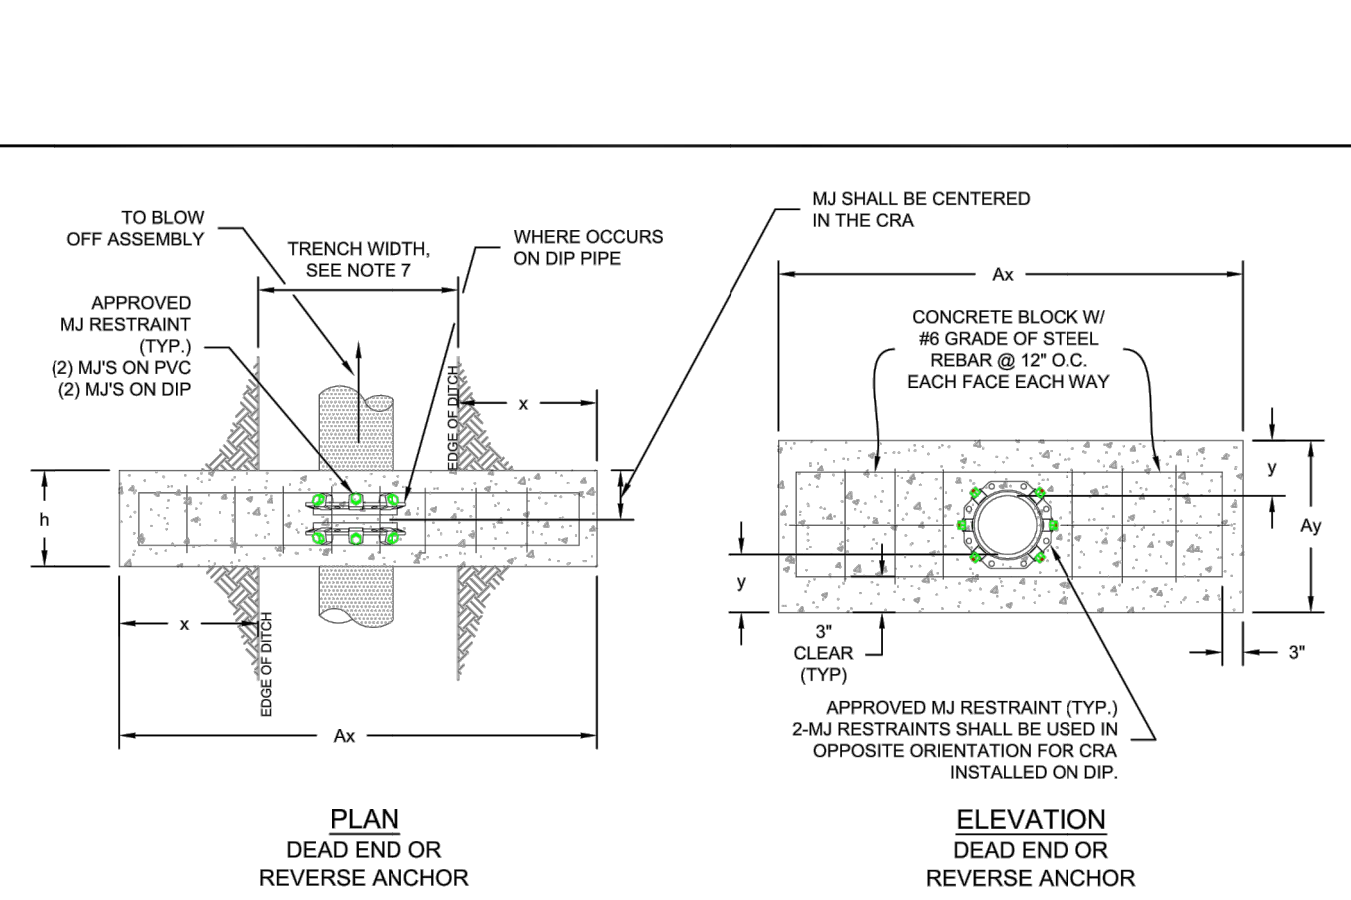 TO BLOW
OFF ASSEMBLY
TRENCH WIDTH,
SEE NOTE 7
WHERE OCCURS
ON DIP PIPE
MJ SHALL BE CENTERED
IN THE CRA
APPROVED
MJ RESTRAINT
(TYP.)
(2) MJ'S ON PVC
(2) MJ'S ON DIP
EDGE OF DITCH
x
h
x
EDGE OF DITCH
Ax
PLAN
DEAD END OR
REVERSE ANCHOR
Ax
CONCRETE BLOCK W/
#6 GRADE OF STEEL
REBAR @ 12" O.C.
EACH FACE EACH WAY
y
Ay
y
3"
CLEAR
(TYP)
3"
APPROVED MJ RESTRAINT (TYP.)
2-MJ RESTRAINTS SHALL BE USED IN
OPPOSITE ORIENTATION FOR CRA
INSTALLED ON DIP.
ELEVATION
DEAD END OR
REVERSE ANCHOR